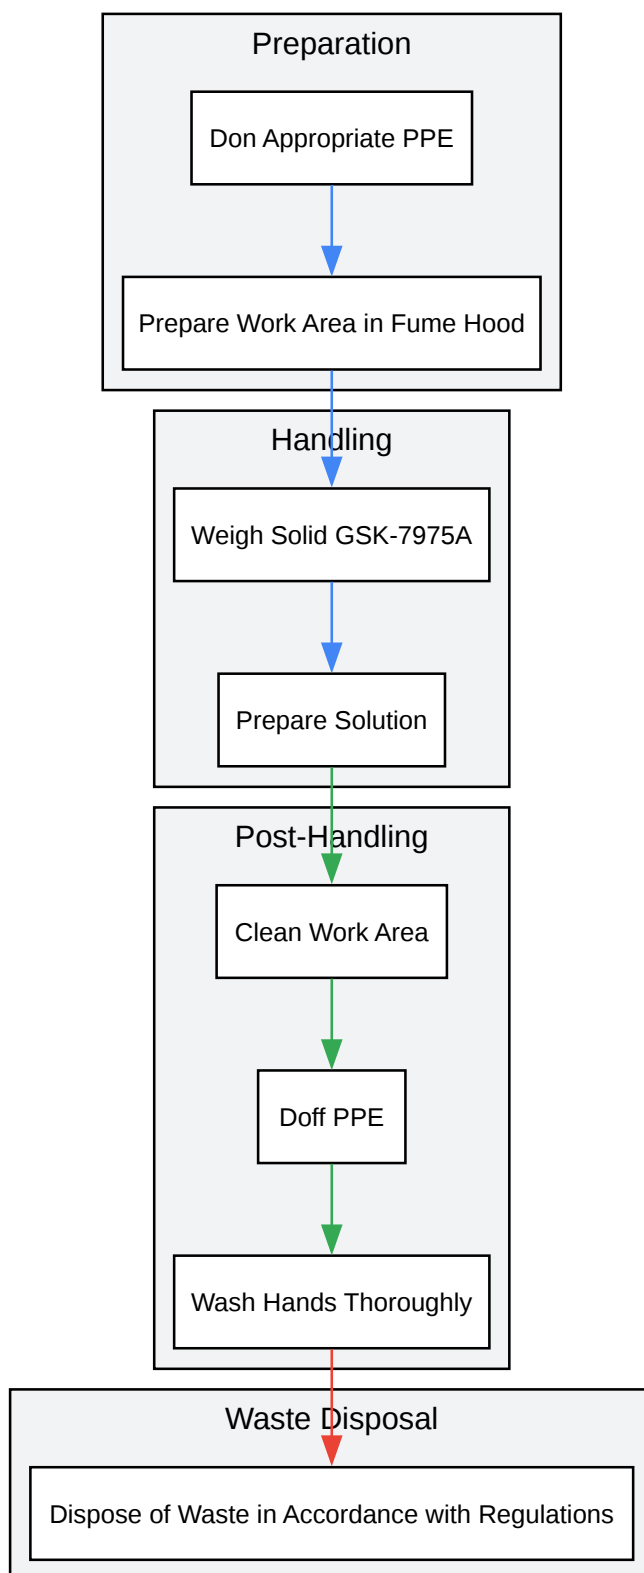 Preparation
Don Appropriate PPE
Prepare Work Area in Fume Hood
Handling
Weigh Solid GSK-7975A
Prepare Solution
Post-Handling
Clean Work Area
Doff PPE
Wash Hands Thoroughly
Waste Disposal
Dispose of Waste in Accordance with Regulations